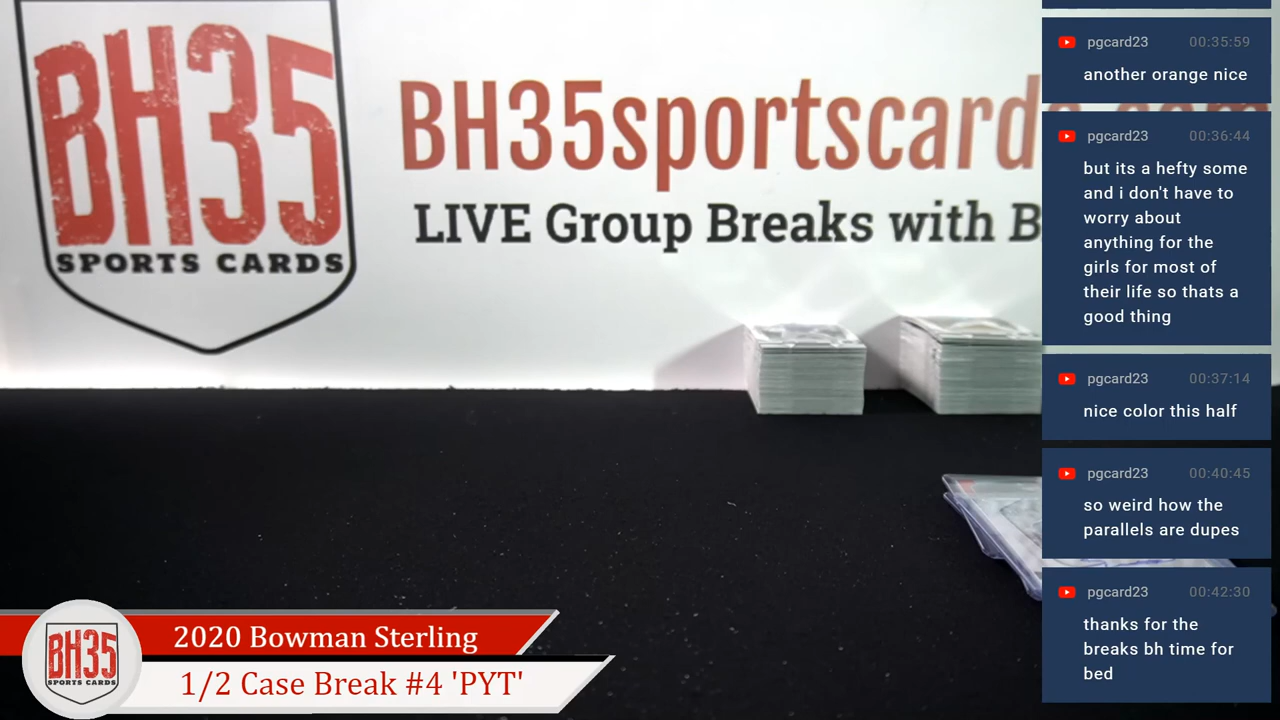 BH35
SPORTS CARDS
BH35sportscard
LIVE Group Breaks with B
pgcard23 00:35:59
another orange nice
pgcard23 00:36:44
but its a hefty some
and i don't have to
worry about
anything for the
girls for most of
their life so thats a
good thing
pgcard23 00:37:14
nice color this half
pgcard23 00:40:45
so weird how the
parallels are dupes
pgcard23 00:42:30
thanks for the
breaks bh time for
bed
BH35
SPORTS CARDS
2020 Bowman Sterling
1/2 Case Break #4 'PYT'